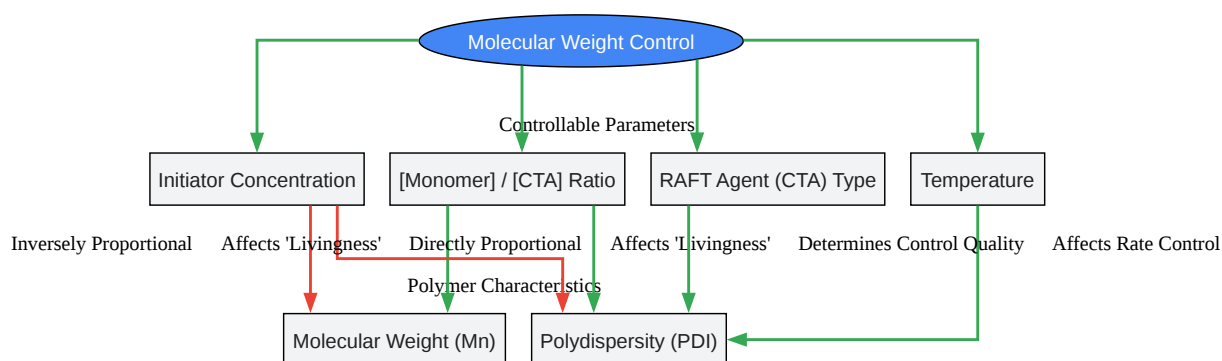 Molecular Weight Control
Controllable Parameters
Initiator Concentration
[Monomer] / [CTA] Ratio
RAFT Agent (CTA) Type
Temperature
Inversely Proportional
Affects 'Livingness'
Directly Proportional
Affects 'Livingness'
Determines Control Quality
Affects Rate Control
Polymer Characteristics
Molecular Weight (Mn)
Polydispersity (PDI)